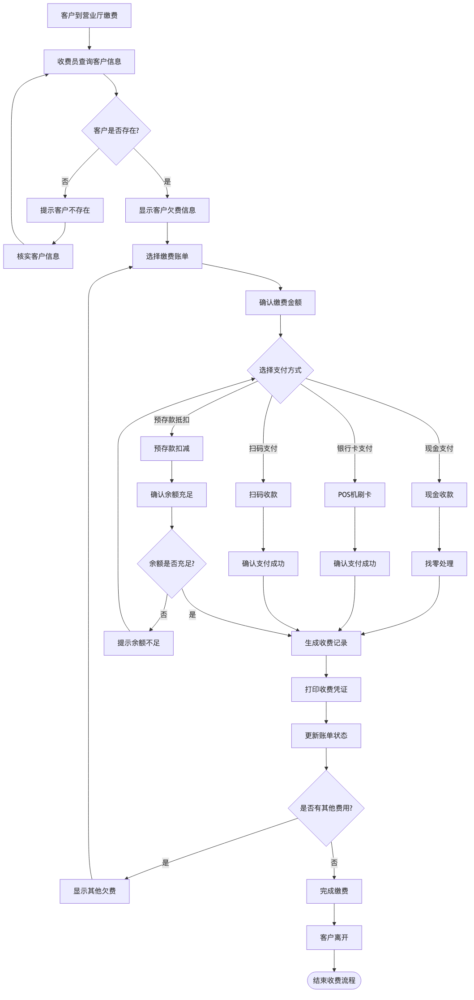 客户到营业厅缴费
收费员查询客户信息
客户是否存在?
否
是
提示客户不存在
显示客户欠费信息
核实客户信息
选择缴费账单
确认缴费金额
选择支付方式
预存款抵扣
预存款扣减
扫码支付
银行卡支付
现金支付
确认余额充足
扫码收款
POS机刷卡
现金收款
余额是否充足?
确认支付成功
确认支付成功
找零处理
否
是
提示余额不足
生成收费记录
打印收费凭证
更新账单状态
是否有其他费用?
是
否
显示其他欠费
完成缴费
客户离开
结束收费流程